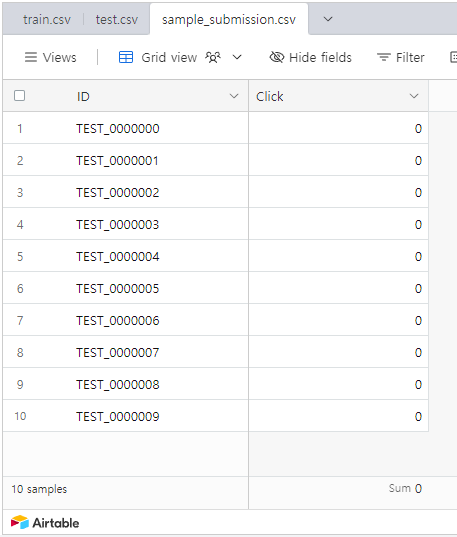 train.csv test.csv sample_submission.csv
Views Grid view Hide fields Filter
ID Click
1 TEST_0000000 0
2 TEST_0000001 0
3 TEST_0000002 0
4 TEST_0000003 0
5 TEST_0000004 0
6 TEST_0000005 0
7 TEST_0000006 0
8 TEST_0000007 0
9 TEST_0000008 0
10 TEST_0000009 0
10 samples Sum 0
Airtable